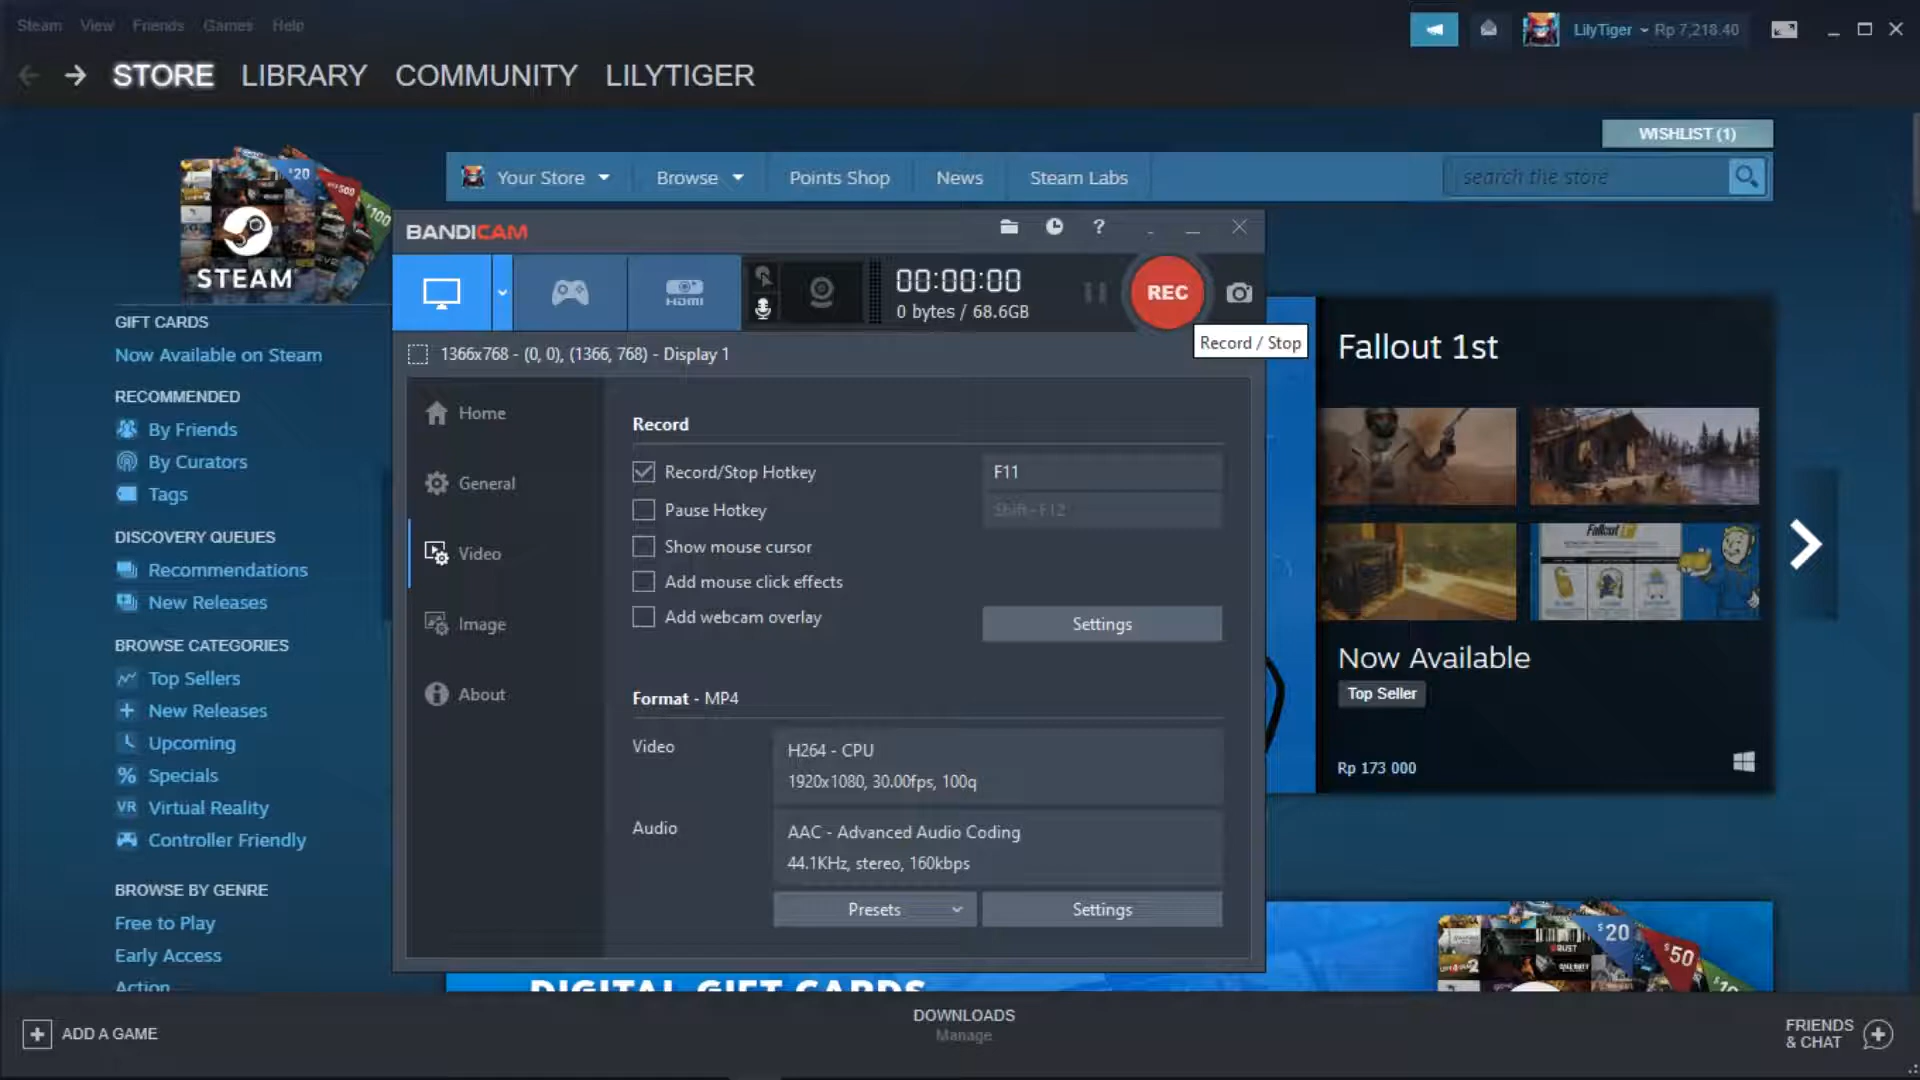 Steam View Friends Games Help
LilyTiger Rp 7,218.40
STORE LIBRARY COMMUNITY LILYTIGER
WISHLIST (1)
Your Store Browse Points Shop News Steam Labs search the store
$20 $100
STEAM
GIFT CARDS
Now Available on Steam
RECOMMENDED
By Friends
By Curators
Tags
DISCOVERY QUEUES
Recommendations
New Releases
BROWSE CATEGORIES
Top Sellers
New Releases
Upcoming
% Specials
VR Virtual Reality
Controller Friendly
BROWSE BY GENRE
Free to Play
Early Access
Action
BANDICAM
?
HDMI
00:00:00
0 bytes / 68.6GB
REC
Record / Stop
1366x768 - (0, 0), (1366, 768) - Display 1
Home
General
Video
Image
About
Record
Record/Stop Hotkey F11
Pause Hotkey Shift - F12
Show mouse cursor
Add mouse click effects
Add webcam overlay
Settings
Format - MP4
Video H264 - CPU
1920x1080, 30.00fps, 100q
Audio AAC - Advanced Audio Coding
44.1KHz, stereo, 160kbps
Presets Settings
Fallout 1st
Fallout
Now Available
Top Seller
Rp 173 000
DIGITAL GIFT CARDS
$20
$50
RUST
ADD A GAME
DOWNLOADS
Manage
FRIENDS
& CHAT